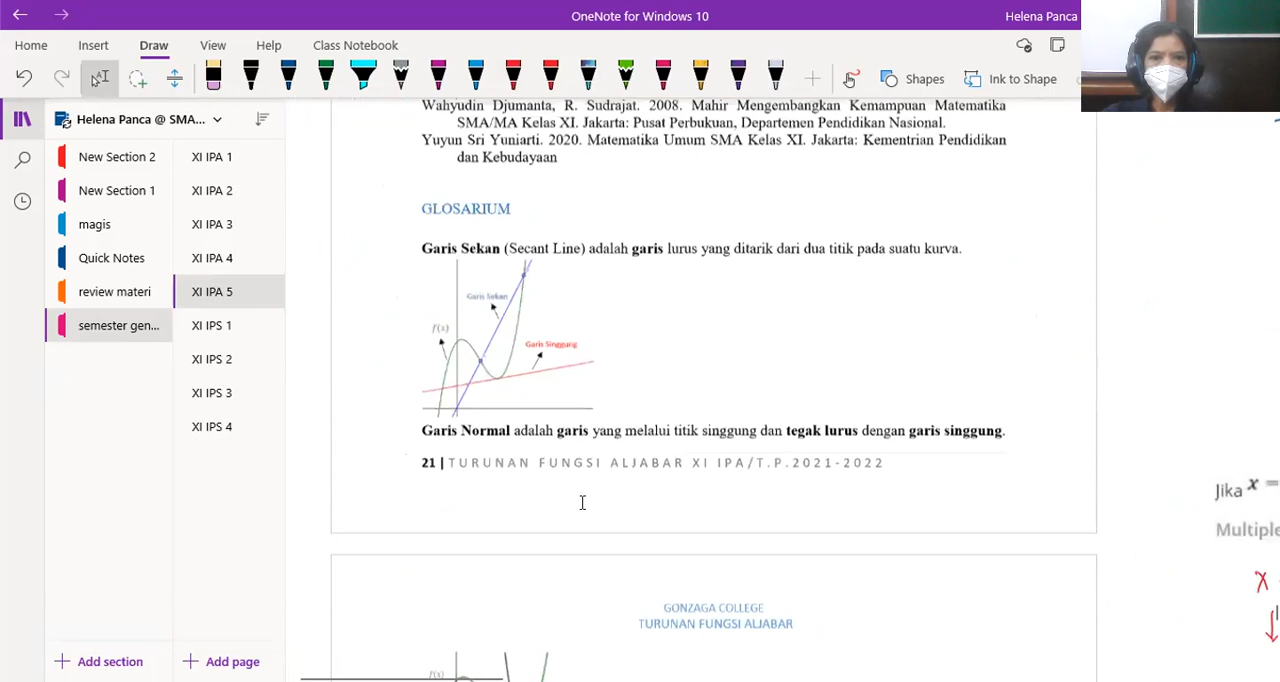 OneNote for Windows 10
Helena Panca
Home
Insert
Draw
View
Help
Class Notebook
Shapes
Ink to Shape
Helena Panca @ SMA...
New Section 2
New Section 1
magis
Quick Notes
review materi
semester gen...
Add section
XI IPA 1
XI IPA 2
XI IPA 3
XI IPA 4
XI IPA 5
XI IPS 1
XI IPS 2
XI IPS 3
XI IPS 4
Add page
Wahyudin Djumanta, R. Sudrajat. 2008. Mahir Mengembangkan Kemampuan Matematika
SMA/MA Kelas XI. Jakarta: Pusat Perbukuan, Departemen Pendidikan Nasional.
Yuyun Sri Yuniarti. 2020. Matematika Umum SMA Kelas XI. Jakarta: Kementrian Pendidikan
dan Kebudayaan
GLOSARIUM
Garis Sekan (Secant Line) adalah garis lurus yang ditarik dari dua titik pada suatu kurva.
Garis Sekan
f(x)
Garis Singgung
Garis Normal adalah garis yang melalui titik singgung dan tegak lurus dengan garis singgung.
21 | TURUNAN FUNGSI ALJABAR XI IPA/T.P.2021-2022
GONZAGA COLLEGE
TURUNAN FUNGSI ALJABAR
f(x)
Jika x =
Multiple
x